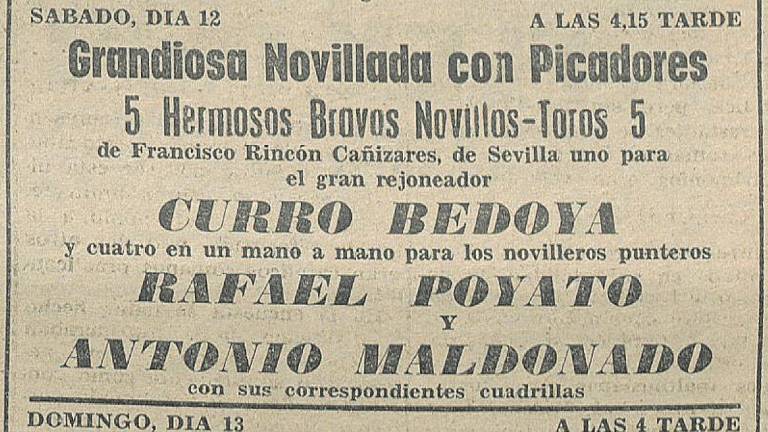 SABADO, DIA 12 A LAS 4,15 TARDE
Grandiosa Novillada con Picadores
5 Hermosos Bravos Novillos-Toros 5
de Francisco Rincón Cañizares, de Sevilla uno para
el gran rejoneador
CURRO BEDOYA
y cuatro en un mano a mano para los novilleros punteros
RAFAEL POYATO
Y
ANTONIO MALDONADO
con sus correspondientes cuadrillas
DOMINGO, DIA 13 A LAS 4 TARDE